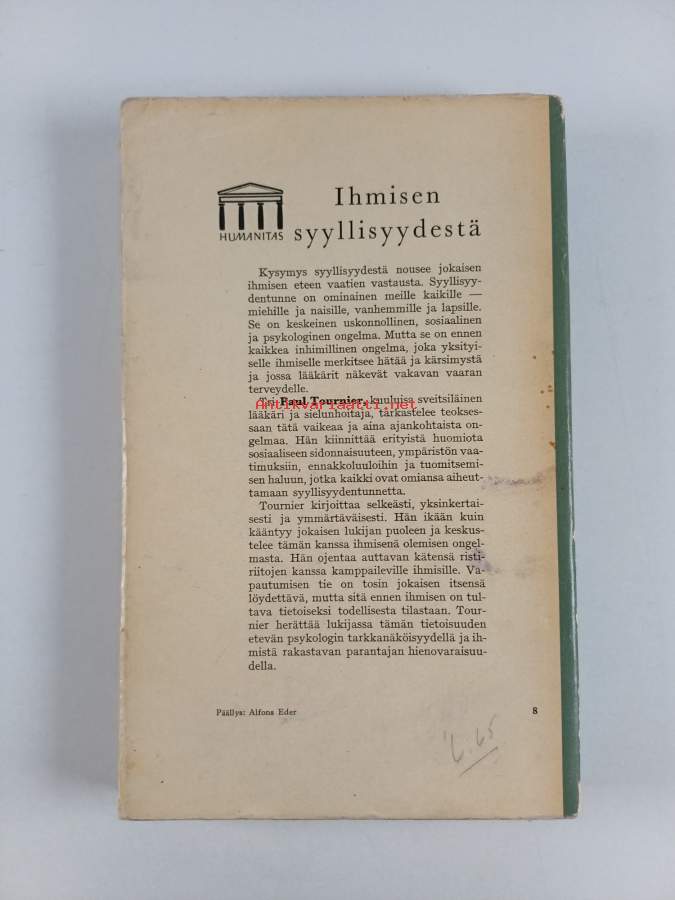 Ihmisen
HUMANITAS syyllisyydestä
Kysymys syyllisyydestä nousee jokaisen
ihmisen eteen vaatien vastausta. Syyllisyy-
dentunne on ominainen meille kaikille —
miehille ja naisille, vanhemmille ja lapsille.
Se on keskeinen uskonnollinen, sosiaalinen
ja psykologinen ongelma. Mutta se on ennen
kaikkea inhimillinen ongelma, joka yksityi-
selle ihmiselle merkitsee hätää ja kärsimystä
ja jossa lääkärit näkevät vakavan vaaran
terveydelle.
Tri Paul Tournier, kuuluisa sveitsiläinen
Antikvariaatti.net
lääkäri ja sielunhoitaja, tarkastelee teokses-
saan tätä vaikeaa ja aina ajankohtaista on-
gelmaa. Hän kiinnittää erityistä huomiota
sosiaaliseen sidonnaisuuteen, ympäristön vaa-
timuksiin, ennakkoluuloihin ja tuomitsemi-
sen haluun, jotka kaikki ovat omiansa aiheut-
tamaan syyllisyydentunnetta.
Tournier kirjoittaa selkeästi, yksinkertai-
sesti ja ymmärtäväisesti. Hän ikään kuin
kääntyy jokaisen lukijan puoleen ja keskus-
telee tämän kanssa ihmisenä olemisen ongel-
masta. Hän ojentaa auttavan kätensä risti-
riitojen kanssa kamppaileville ihmisille. Va-
pautumisen tie on tosin jokaisen itsensä
löydettävä, mutta sitä ennen ihmisen on tul-
tava tietoiseksi todellisesta tilastaan. Tour-
nier herättää lukijassa tämän tietoisuuden
etevän psykologin tarkkanäköisyydellä ja ih-
mistä rakastavan parantajan hienovaraisuu-
della.
Päällys: Alfons Eder 8